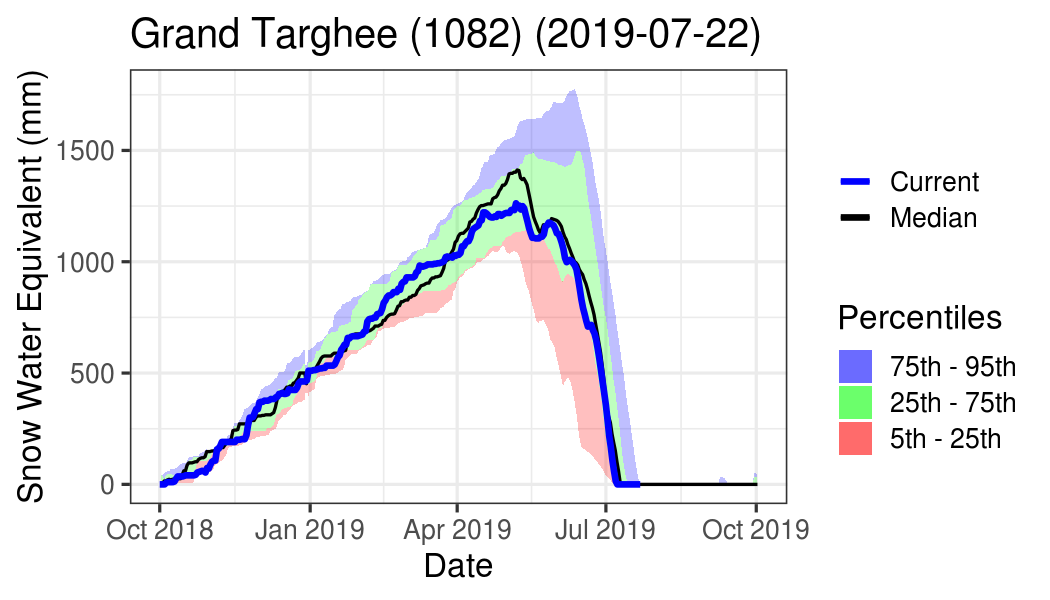 Grand Targhee (1082) (2019-07-22)
Snow Water Equivalent (mm)
1500
1000
500
0
Oct 2018 Jan 2019 Apr 2019 Jul 2019 Oct 2019
Date
Current
Median
Percentiles
75th - 95th
25th - 75th
5th - 25th